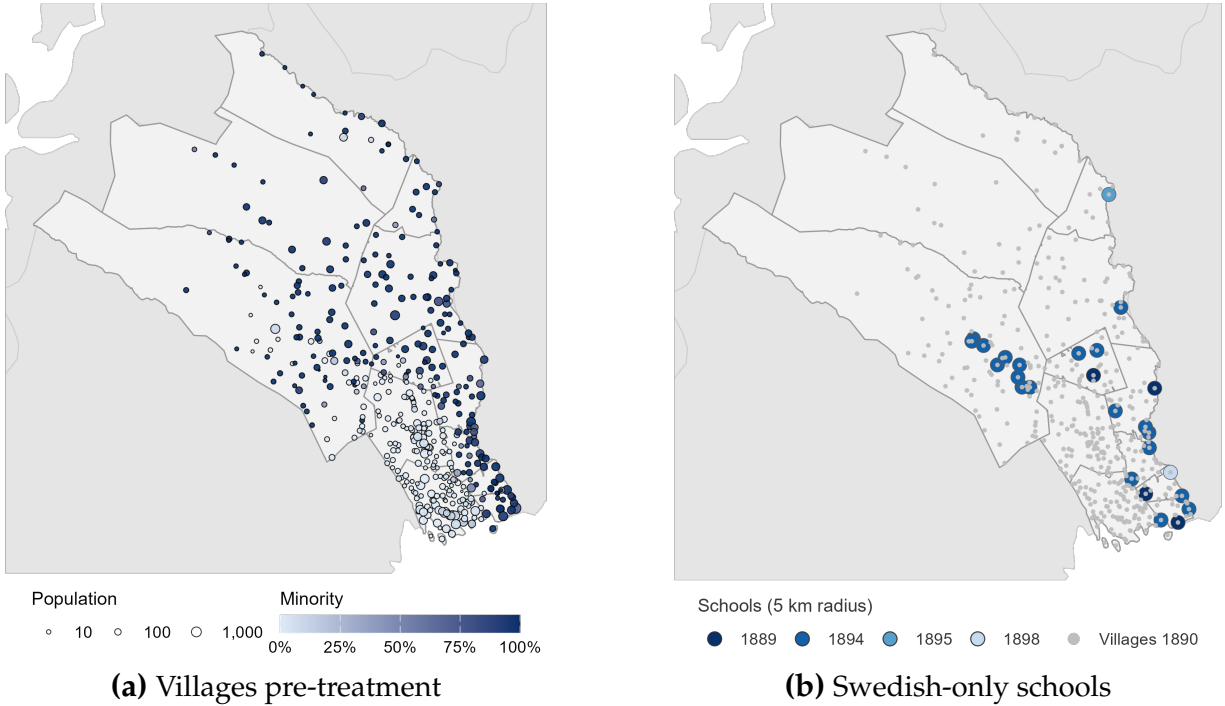 Population
10
100
1,000
Minority
0%
25%
50%
75%
100%
(a) Villages pre-treatment
Schools (5 km radius)
1889
1894
1895
1898
Villages 1890
(b) Swedish-only schools